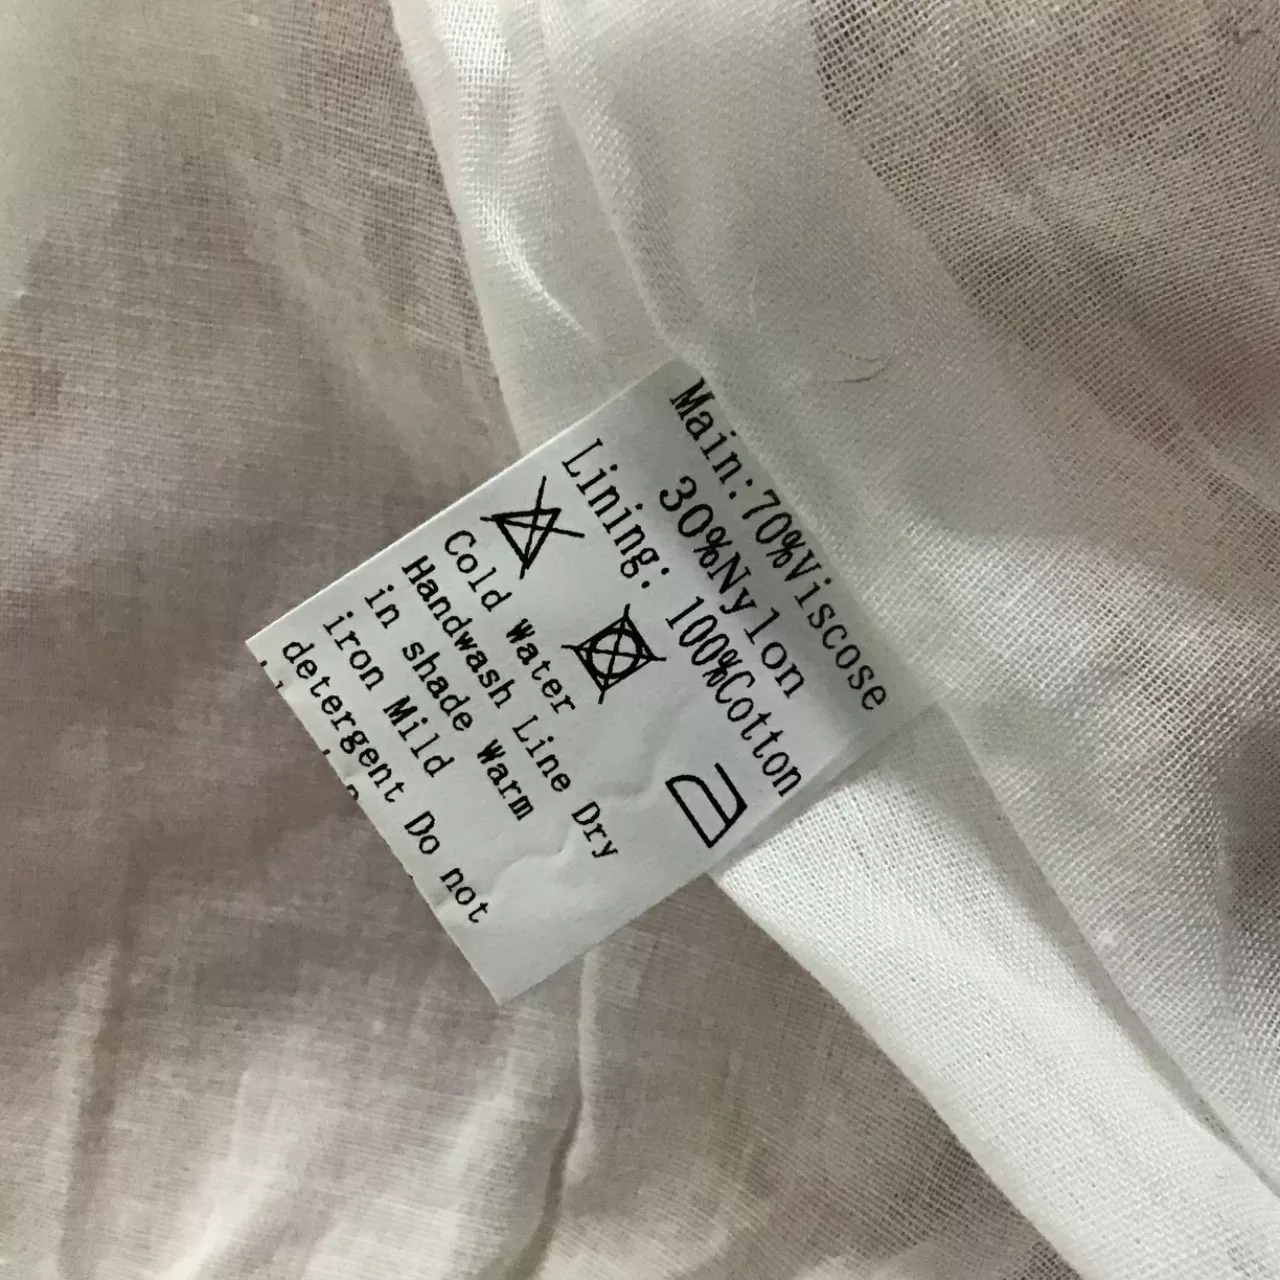 Main:70%Viscose
30%Nylon
Lining: 100%Cotton
Cold Water
Handwash Line Dry
in shade Warm
iron Mild
detergent Do not